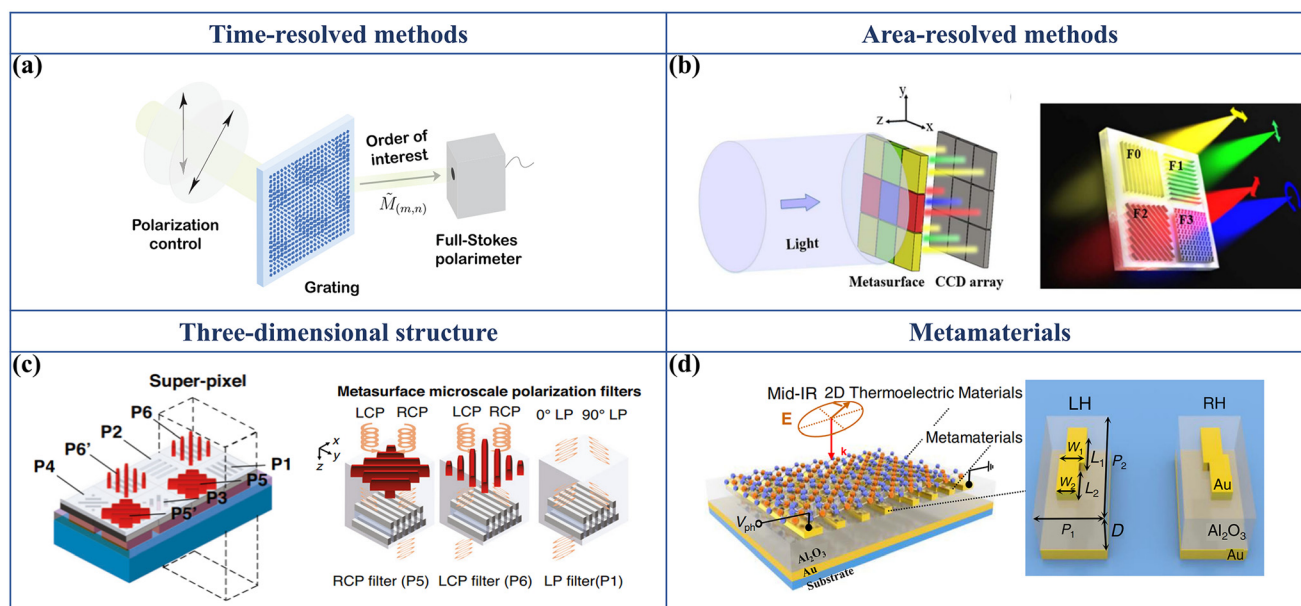 Time-resolved methods
Area-resolved methods
(a)
Polarization
control
Grating
Order of
interest
M̃(m,n)
Full-Stokes
polarimeter
(b)
y
z
x
Light
Metasurface
CCD array
F0
F1
F2
F3
Three-dimensional structure
Metamaterials
(c)
Super-pixel
P6
P2
P6'
P4
P1
P5
P3
P5'
Metasurface microscale polarization filters
LCP RCP
LCP RCP
0° LP 90° LP
x
y
z
RCP filter (P5)
LCP filter (P6)
LP filter(P1)
(d)
Mid-IR 2D Thermoelectric Materials
E
Metamaterials
k
Vph
Al2O3
Au
Substrate
LH
RH
W1
L1
P2
W2
L2
Au
P1
D
Al2O3
Au